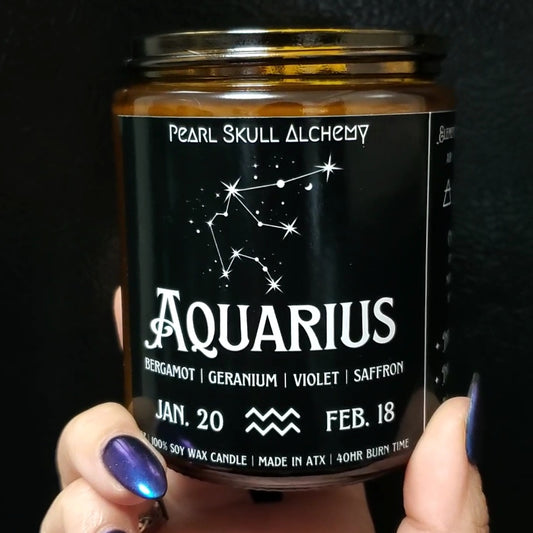 Pearl Skull Alchemy
Aquarius
BERGAMOT | GERANIUM | VIOLET | SAFFRON
JAN. 20 FEB. 18
100% SOY WAX CANDLE | MADE IN ATX | 40HR BURN TIME